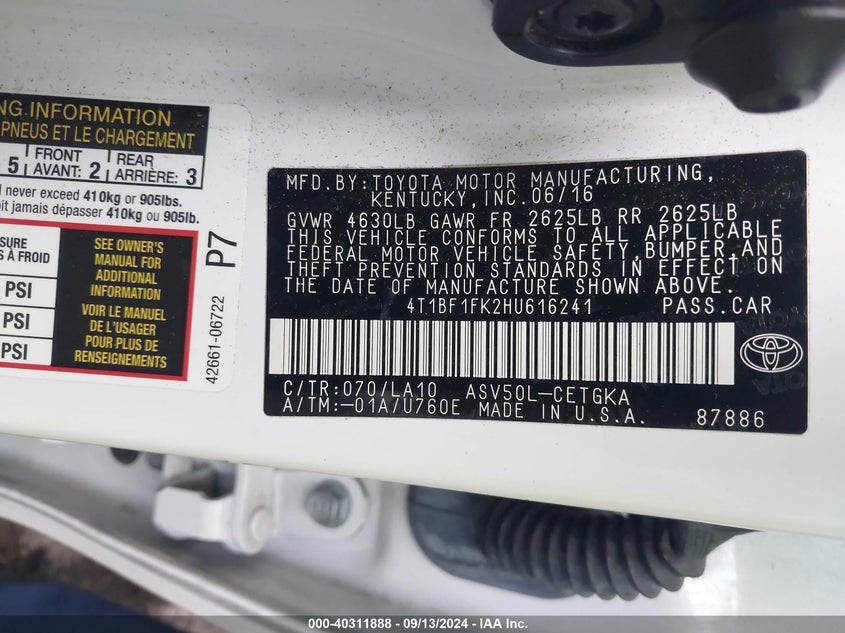 NG INFORMATION
PNEUS ET LE CHARGEMENT
5 FRONT AVANT: 2 REAR ARRIÈRE: 3
never exceed 410kg or 905lbs.
oit jamais dépasser 410kg ou 905lb.
SURE
S À FROID
PSI
PSI
PSI
SEE OWNER'S
MANUAL FOR
ADDITIONAL
INFORMATION
VOIR LE MANUEL
DE L'USAGER
POUR PLUS DE
RENSEIGNEMENTS
42661-06722
P7
MFD.BY:TOYOTA MOTOR MANUFACTURING,
KENTUCKY, INC.06/16
GVWR 4630LB GAWR FR 2625LB RR 2625LB
THIS VEHICLE CONFORMS TO ALL APPLICABLE
FEDERAL MOTOR VEHICLE SAFETY,BUMPER,AND
THEFT PREVENTION STANDARDS IN EFFECT ON
THE DATE OF MANUFACTURE SHOWN ABOVE.
4T1BF1FK2HU616241 PASS.CAR
C/TR:070/LA10 ASV50L-CETGKA
A/TM:-01A/U760E MADE IN U.S.A.
87886
000-40311888 - 09/13/2024 - IAA Inc.